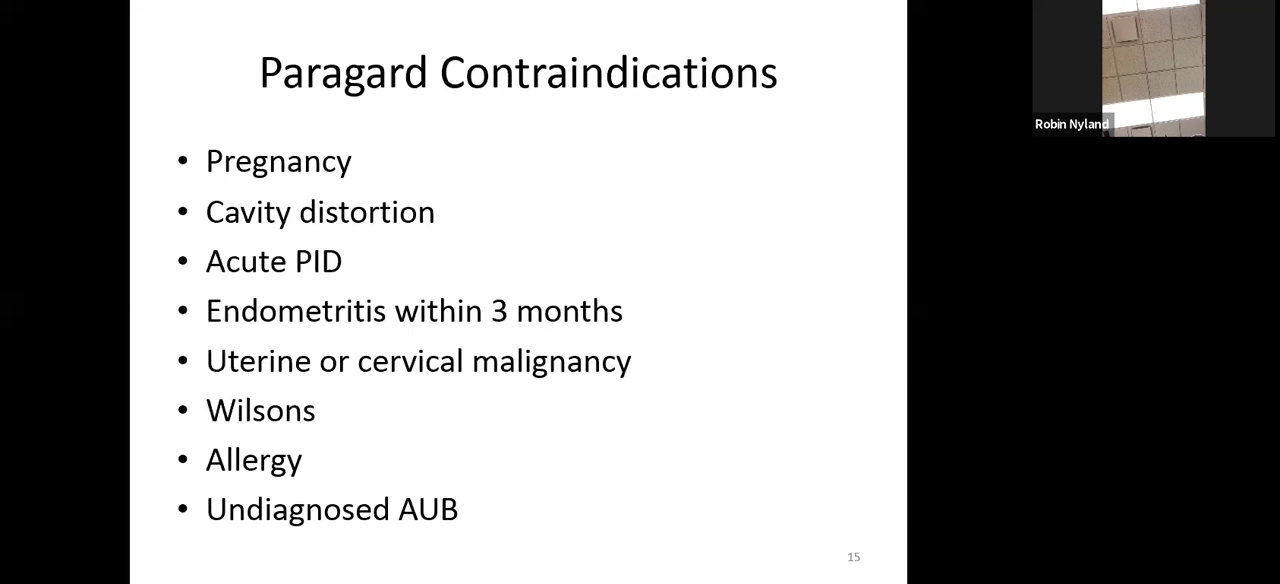 Paragard Contraindications
• Pregnancy
• Cavity distortion
• Acute PID
• Endometritis within 3 months
• Uterine or cervical malignancy
• Wilsons
• Allergy
• Undiagnosed AUB
15
Robin Nyland